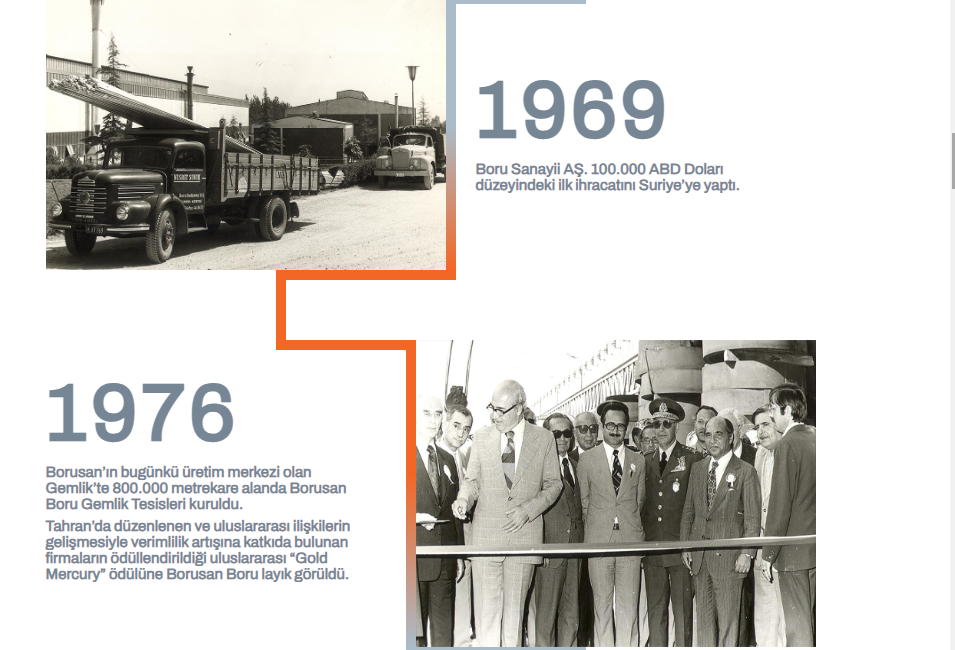 1969
Boru Sanayii AŞ. 100.000 ABD Doları
düzeyindeki ilk ihracatını Suriye’ye yaptı.
1976
Borusan’ın bugünkü üretim merkezi olan
Gemlik’te 800.000 metrekare alanda Borusan
Boru Gemlik Tesisleri kuruldu.
Tahran’da düzenlenen ve uluslararası ilişkilerin
gelişmesiyle verimlilik artışına katkıda bulunan
firmaların ödüllendirildiği uluslararası “Gold
Mercury” ödülüne Borusan Boru layık görüldü.